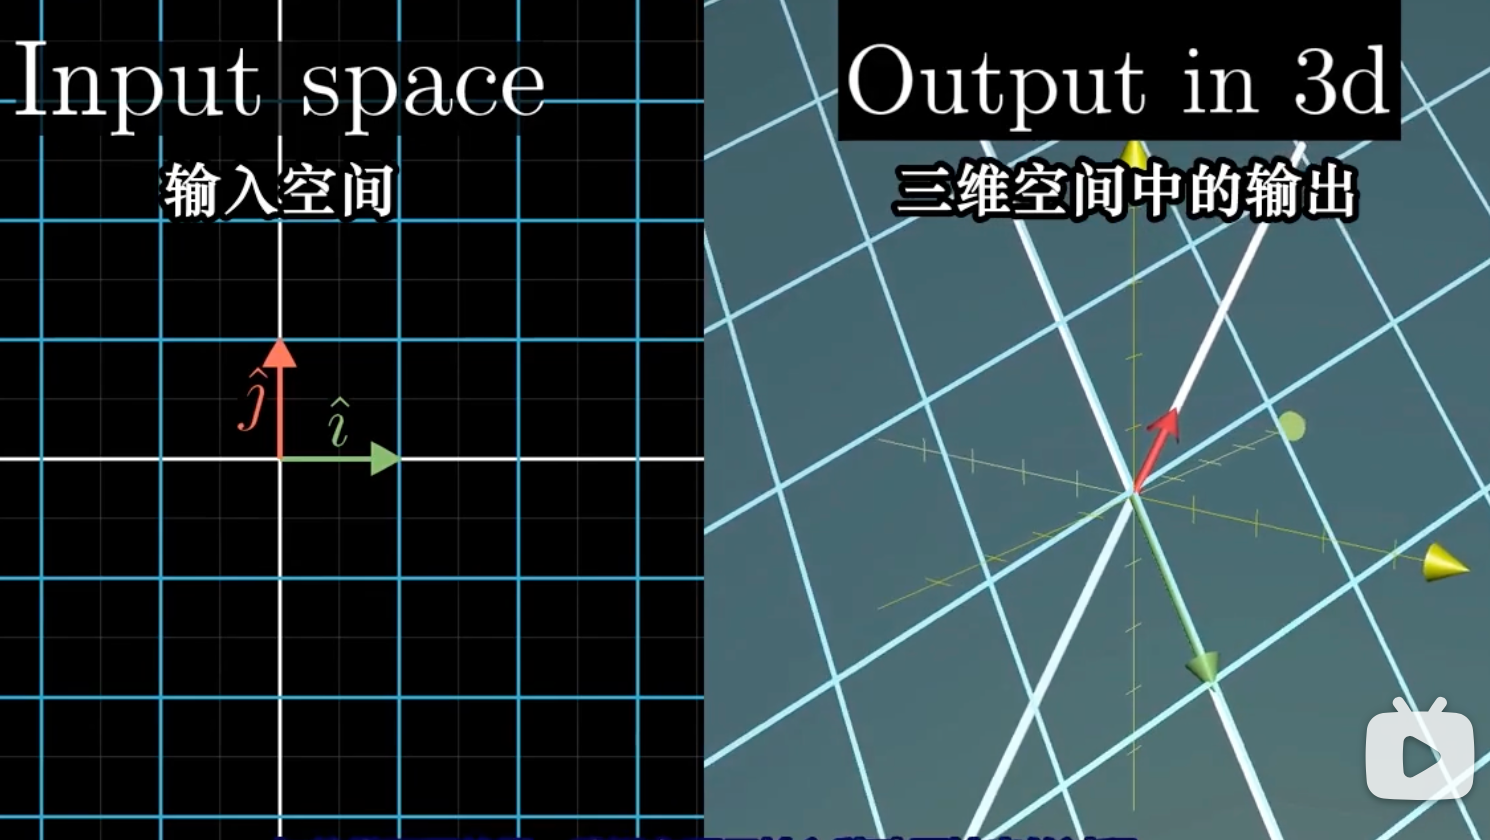 Input space
输入空间
ĵ
î
Output in 3d
三维空间中的输出